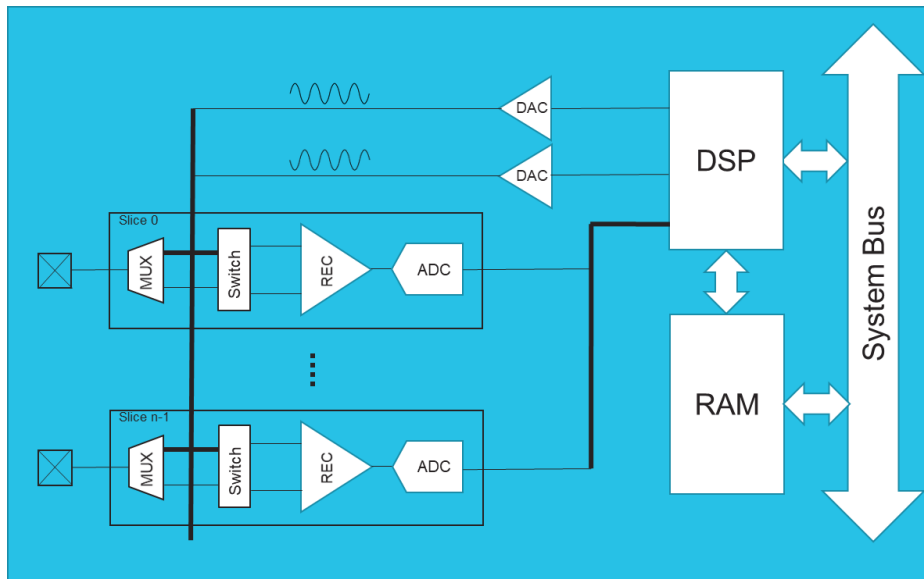 DAC
DSP
DAC
System Bus
Slice 0
MUX
Switch
REC
ADC
RAM
Slice n-1
MUX
Switch
REC
ADC